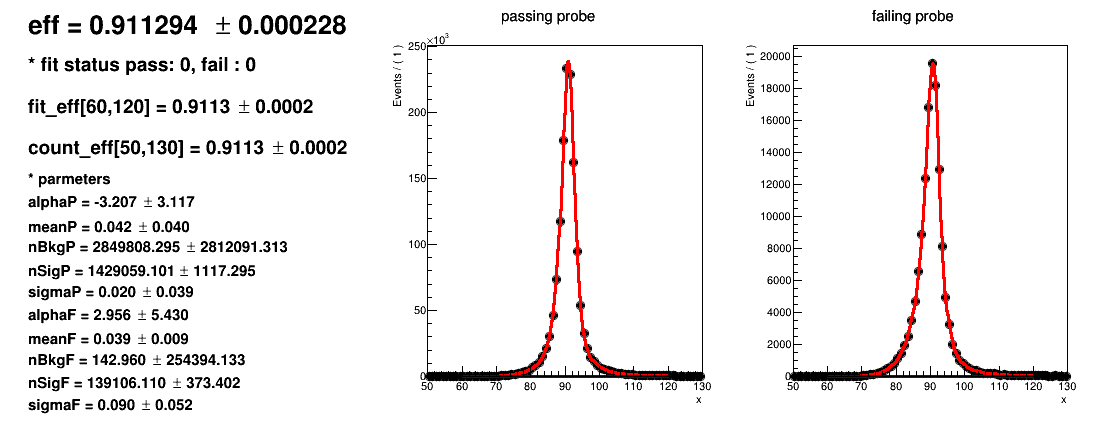 eff = 0.911294 ± 0.000228
* fit status pass: 0, fail : 0
fit_eff[60,120] = 0.9113 ± 0.0002
count_eff[50,130] = 0.9113 ± 0.0002
* parmeters
alphaP = -3.207 ± 3.117
meanP = 0.042 ± 0.040
nBkgP = 2849808.295 ± 2812091.313
nSigP = 1429059.101 ± 1117.295
sigmaP = 0.020 ± 0.039
alphaF = 2.956 ± 5.430
meanF = 0.039 ± 0.009
nBkgF = 142.960 ± 254394.133
nSigF = 139106.110 ± 373.402
sigmaF = 0.090 ± 0.052
passing probe
×10³
Events / ( 1 )
250
200
150
100
50
0
50 60 70 80 90 100 110 120 130
x
failing probe
Events / ( 1 )
20000
18000
16000
14000
12000
10000
8000
6000
4000
2000
0
50 60 70 80 90 100 110 120 130
x